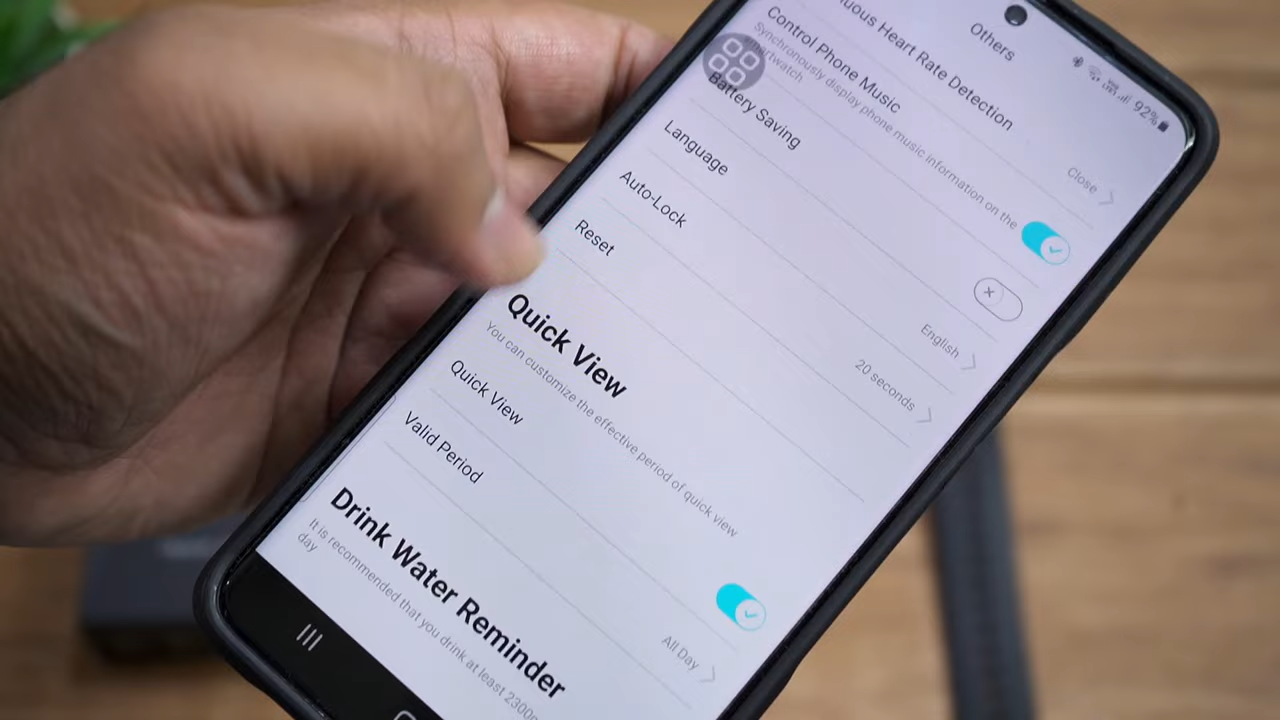 92%
Others
uous Heart Rate Detection
Close
Control Phone Music
Synchronously display phone music information on the
smartwatch
Battery Saving
Language
English
Auto-Lock
20 seconds
Reset
Quick View
You can customize the effective period of quick view
Quick View
Valid Period
All Day
Drink Water Reminder
It is recommended that you drink at least 2300m
day